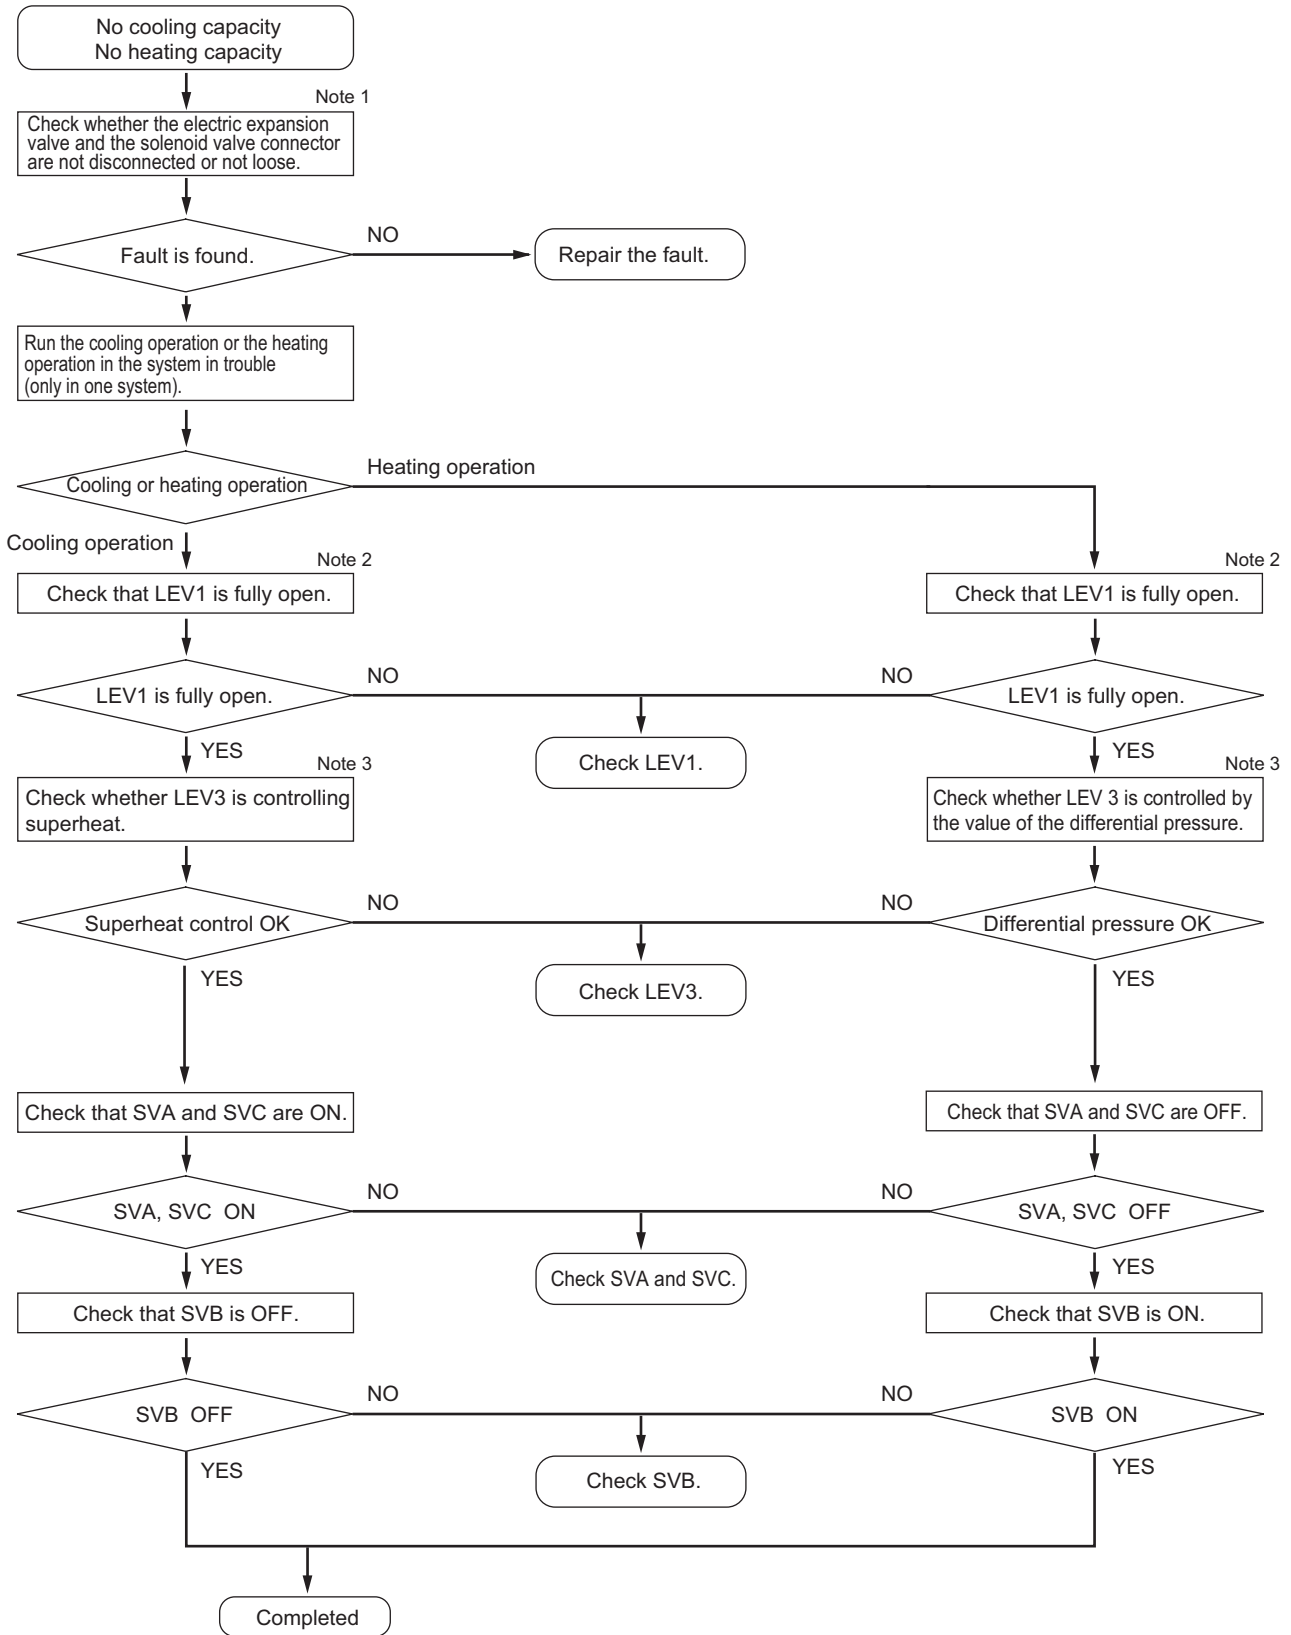 No cooling capacity
No heating capacity
Note 1
Check whether the electric expansion
valve and the solenoid valve connector
are not disconnected or not loose.
Fault is found.
NO
Repair the fault.
Run the cooling operation or the heating
operation in the system in trouble
(only in one system).
Cooling or heating operation
Heating operation
Cooling operation
Note 2
Note 2
Check that LEV1 is fully open.
Check that LEV1 is fully open.
LEV1 is fully open.
NO
NO
LEV1 is fully open.
Check LEV1.
YES
YES
Note 3
Note 3
Check whether LEV3 is controlling
superheat.
Check whether LEV 3 is controlled by
the value of the differential pressure.
Superheat control OK
NO
NO
Differential pressure OK
Check LEV3.
YES
YES
Check that SVA and SVC are ON.
Check that SVA and SVC are OFF.
SVA, SVC ON
NO
NO
SVA, SVC OFF
Check SVA and SVC.
YES
YES
Check that SVB is OFF.
Check that SVB is ON.
SVB OFF
NO
NO
SVB ON
Check SVB.
YES
YES
Completed